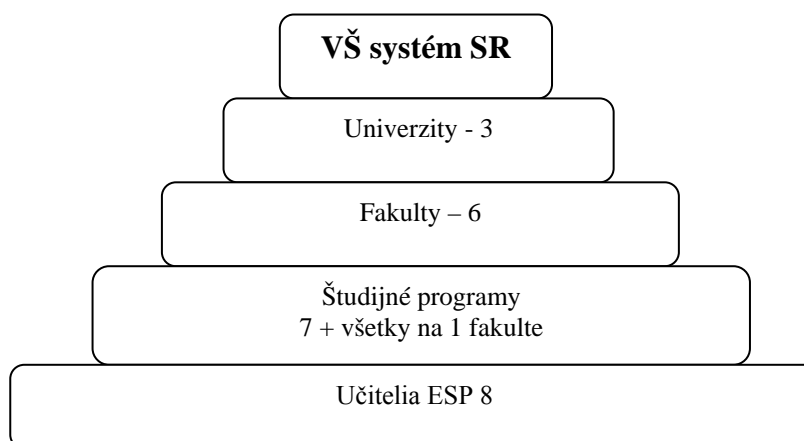 VŠ systém SR
Univerzity - 3
Fakulty – 6
Študijné programy
7 + všetky na 1 fakulte
Učitelia ESP 8